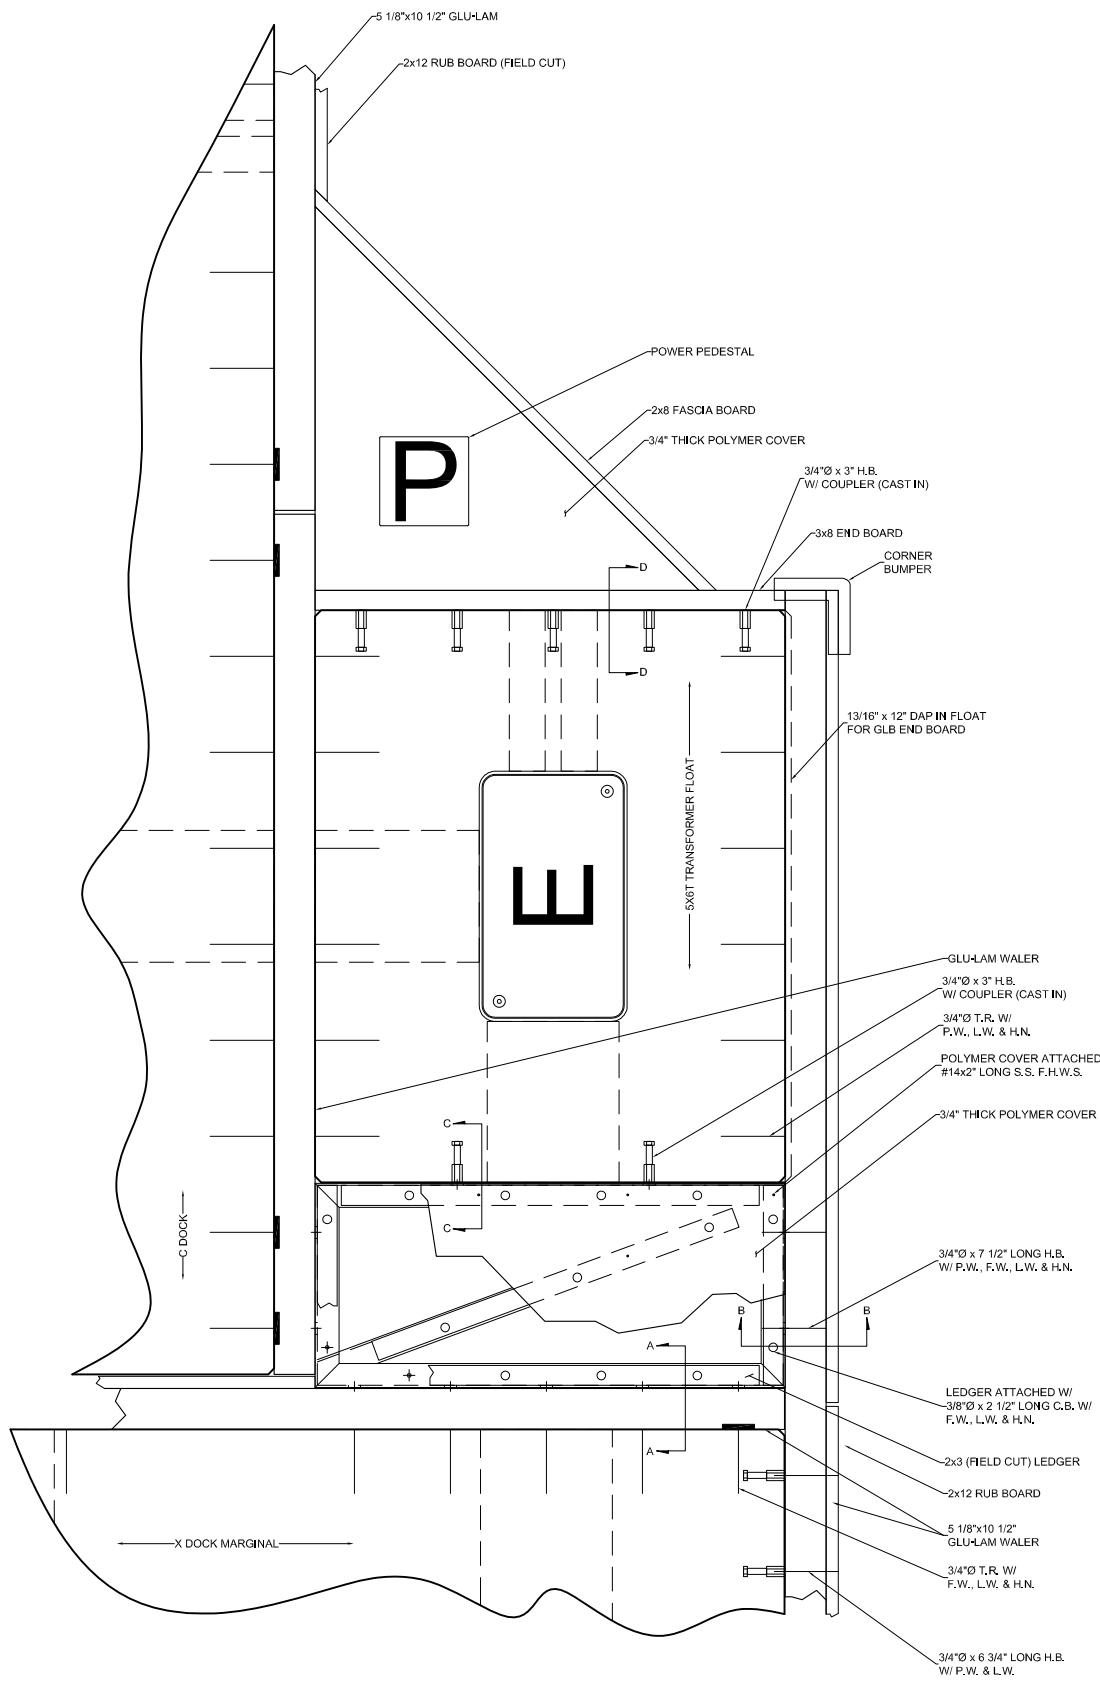 5 1/8"x10 1/2" GLU-LAM
2x12 RUB BOARD (FIELD CUT)
POWER PEDESTAL
2x8 FASCIA BOARD
3/4" THICK POLYMER COVER
P
3/4"Ø x 3" H.B.
W/ COUPLER (CAST IN)
3x8 END BOARD
CORNER
BUMPER
D
D
13/16" x 12" DAP IN FLOAT
FOR GLB END BOARD
5X6T TRANSFORMER FLOAT
E
GLU-LAM WALER
3/4"Ø x 3" H.B.
W/ COUPLER (CAST IN)
3/4"Ø T.R. W/
P.W., L.W. & H.N.
POLYMER COVER ATTACHED
#14x2" LONG S.S. F.H.W.S.
3/4" THICK POLYMER COVER
C
C
C DOCK
3/4"Ø x 7 1/2" LONG H.B.
W/ P.W., F.W., L.W. & H.N.
B
B
A
A
LEDGER ATTACHED W/
3/8"Ø x 2 1/2" LONG C.B. W/
F.W., L.W. & H.N.
2x3 (FIELD CUT) LEDGER
2x12 RUB BOARD
5 1/8"x10 1/2"
GLU-LAM WALER
X DOCK MARGINAL
3/4"Ø T.R. W/
F.W., L.W. & H.N.
3/4"Ø x 6 3/4" LONG H.B.
W/ P.W. & L.W.